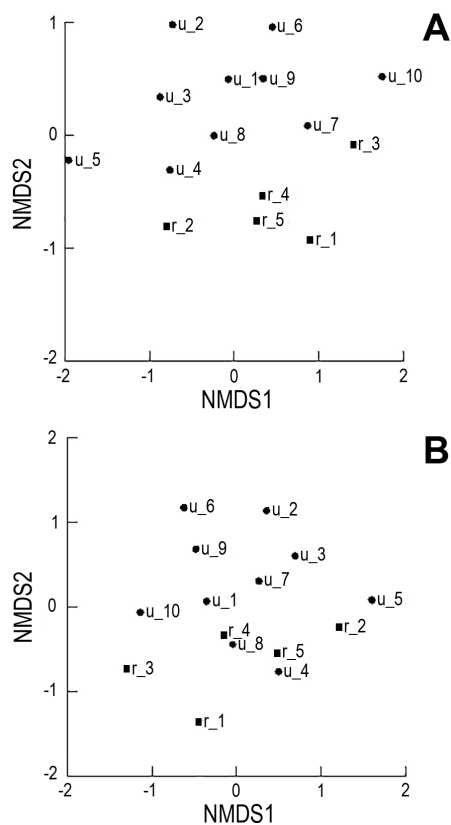 A
1
u_2
u_6
u_1
u_9
u_10
u_3
0
u_8
u_7
r_3
u_5
u_4
r_4
r_2
r_5
r_1
-1
NMDS2
-2
-2 -1 0 1 2
NMDS1
B
2
u_6
u_2
1
u_9
u_3
u_7
u_5
0
u_1
u_10
r_2
r_4
u_8
r_5
r_3
u_4
-1
r_1
NMDS2
-2
-2 -1 0 1 2
NMDS1